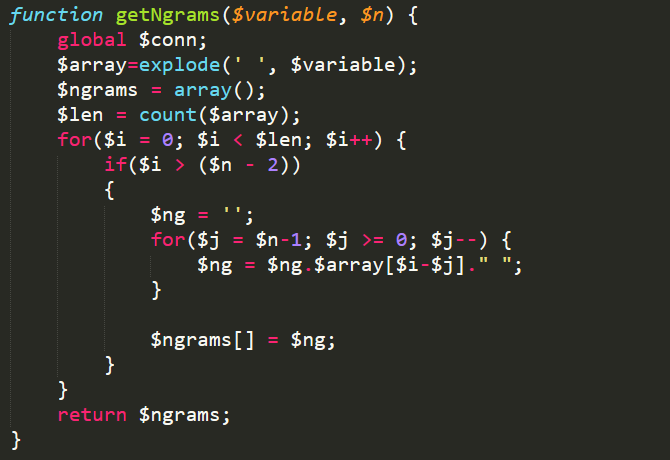 function getNgrams($variable, $n) {
    global $conn;
    $array=explode(' ', $variable);
    $ngrams = array();
    $len = count($array);
    for($i = 0; $i < $len; $i++) {
        if($i > ($n - 2))
        {
            $ng = '';
            for($j = $n-1; $j >= 0; $j--) {
                $ng = $ng.$array[$i-$j]." ";
            }

            $ngrams[] = $ng;
        }
    }
    return $ngrams;
}